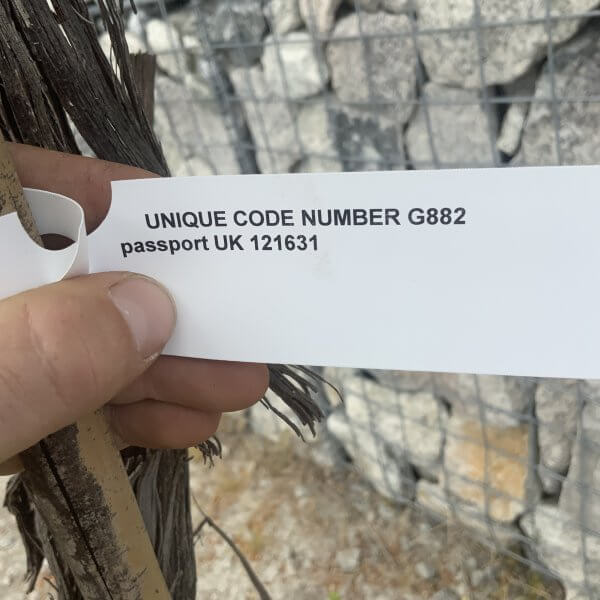 UNIQUE CODE NUMBER G882
passport UK 121631